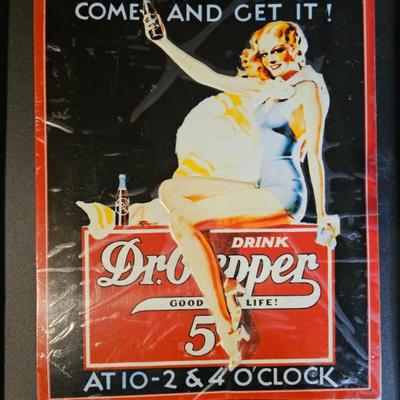 COME AND GET IT!
DRINK
Dr. Pepper
GOOD LIFE!
5
AT 10-2 & 4 O'CLOCK